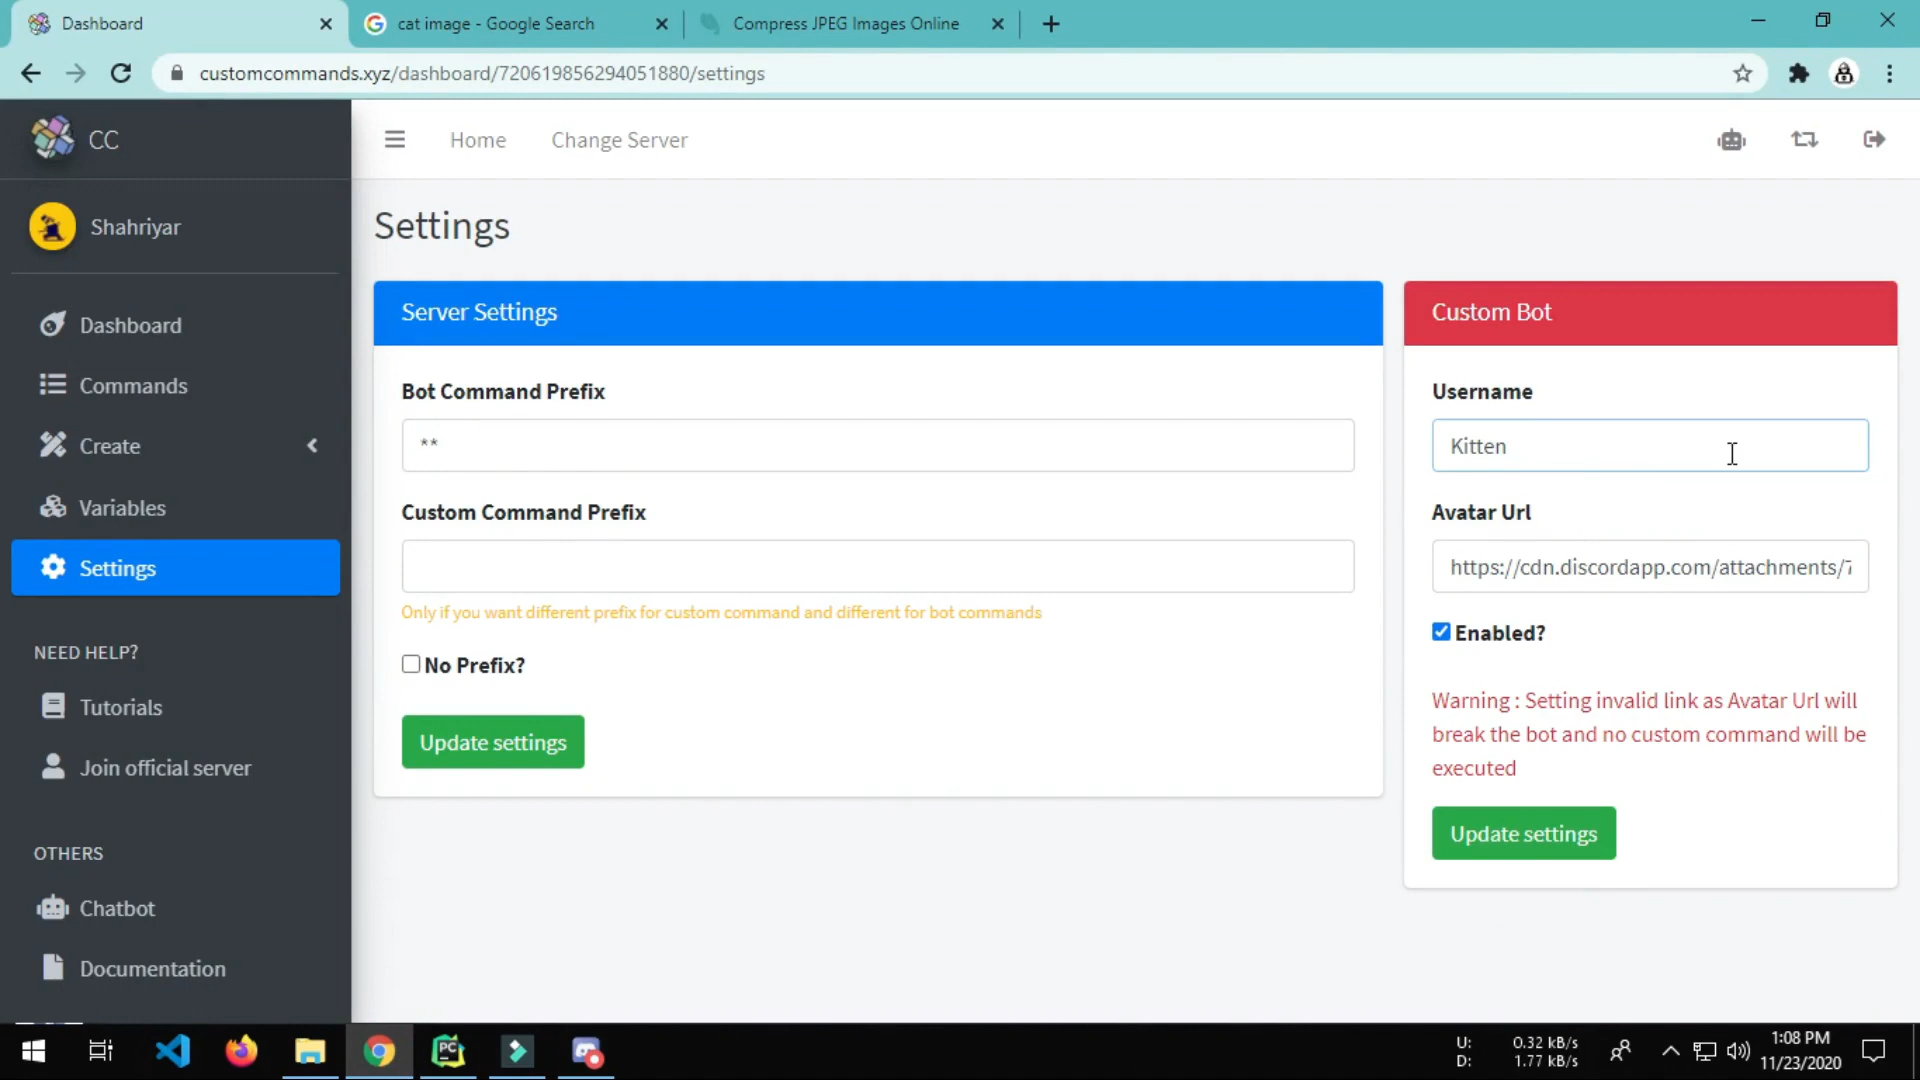 Dashboard
cat image - Google Search
Compress JPEG Images Online
customcommands.xyz/dashboard/720619856294051880/settings
CC
Home
Change Server
Shahriyar
Settings
Server Settings
Custom Bot
Dashboard
Commands
Create
Variables
Settings
Bot Command Prefix
**
Custom Command Prefix
Only if you want different prefix for custom command and different for bot commands
No Prefix?
Update settings
Username
Kitten
Avatar Url
https://cdn.discordapp.com/attachments/7
Enabled?
Warning : Setting invalid link as Avatar Url will
break the bot and no custom command will be
executed
Update settings
NEED HELP?
Tutorials
Join official server
OTHERS
Chatbot
Documentation
PC
U: 0.32 kB/s
D: 1.77 kB/s
1:08 PM
11/23/2020